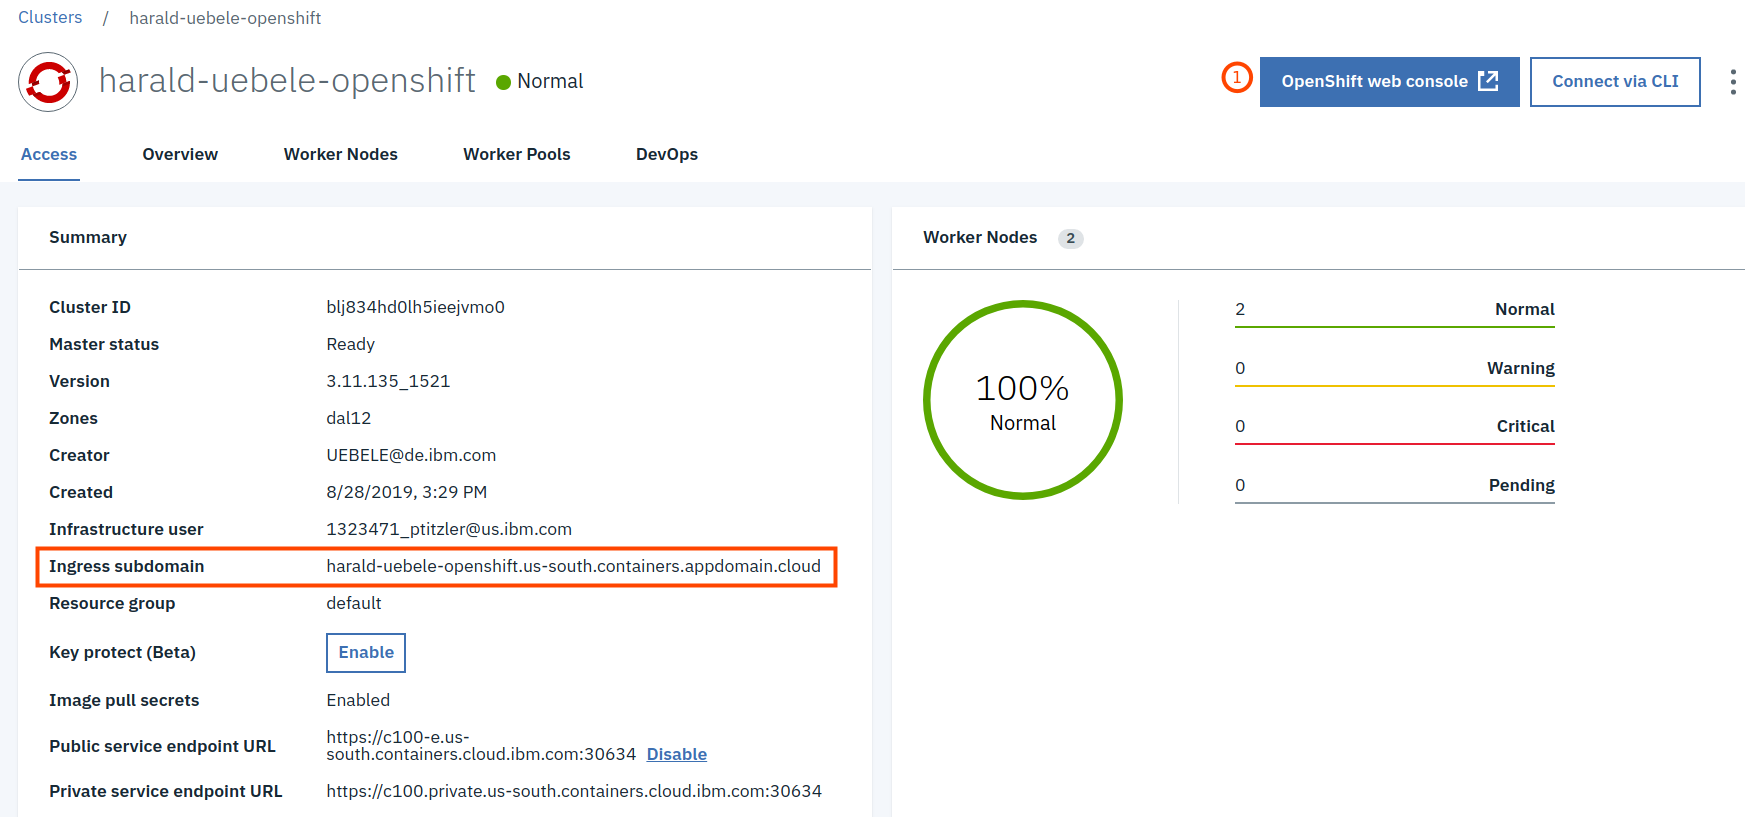 Clusters / harald-uebele-openshift
harald-uebele-openshift Normal
1 OpenShift web console Connect via CLI
Access Overview Worker Nodes Worker Pools DevOps
Summary
Cluster ID blj834hd0lh5ieejvmo0
Master status Ready
Version 3.11.135_1521
Zones dal12
Creator UEBELE@de.ibm.com
Created 8/28/2019, 3:29 PM
Infrastructure user 1323471_ptitzler@us.ibm.com
Ingress subdomain harald-uebele-openshift.us-south.containers.appdomain.cloud
Resource group default
Key protect (Beta) Enable
Image pull secrets Enabled
Public service endpoint URL https://c100-e.us-
south.containers.cloud.ibm.com:30634 Disable
Private service endpoint URL https://c100.private.us-south.containers.cloud.ibm.com:30634
Worker Nodes 2
100%
Normal
2 Normal
0 Warning
0 Critical
0 Pending